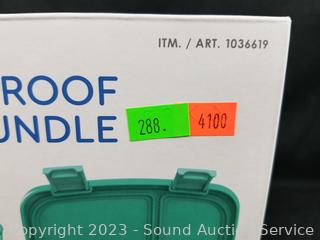 ITM. / ART. 1036619
ROOF
UNDLE
288.
4100
Copyright 2023 - Sound Auction Service